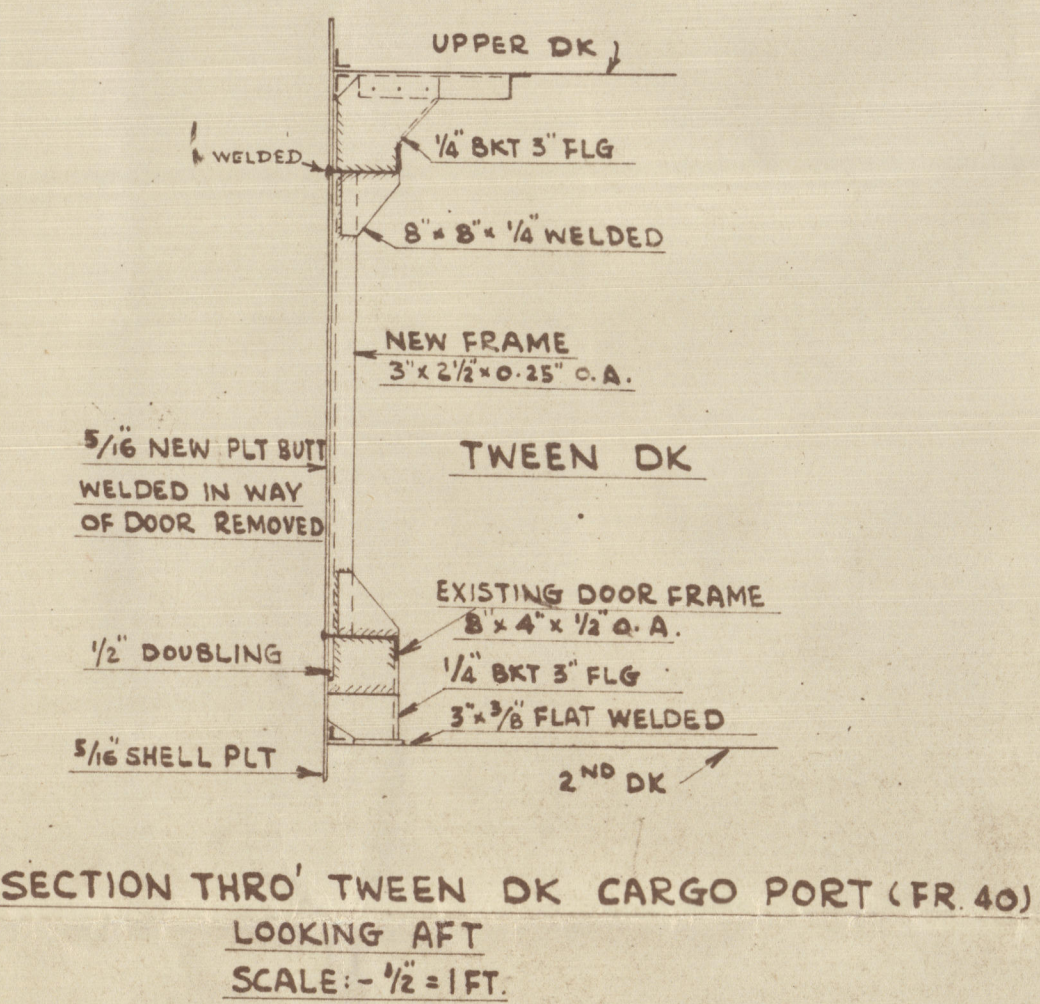 UPPER DK
1/4" BKT 3" FLG
WELDED
8" x 8" x 1/4" WELDED
NEW FRAME
3" x 2 1/2" x 0.25" O.A.
5/16" NEW PLT BUTT
WELDED IN WAY
OF DOOR REMOVED
TWEEN DK
EXISTING DOOR FRAME
8" x 4" x 1/2" O.A.
1/2" DOUBLING
1/4" BKT 3" FLG
3" x 3/8" FLAT WELDED
5/16" SHELL PLT
2ND DK
SECTION THRO' TWEEN DK CARGO PORT (FR. 40)
LOOKING AFT
SCALE:- 1/2" = 1 FT.